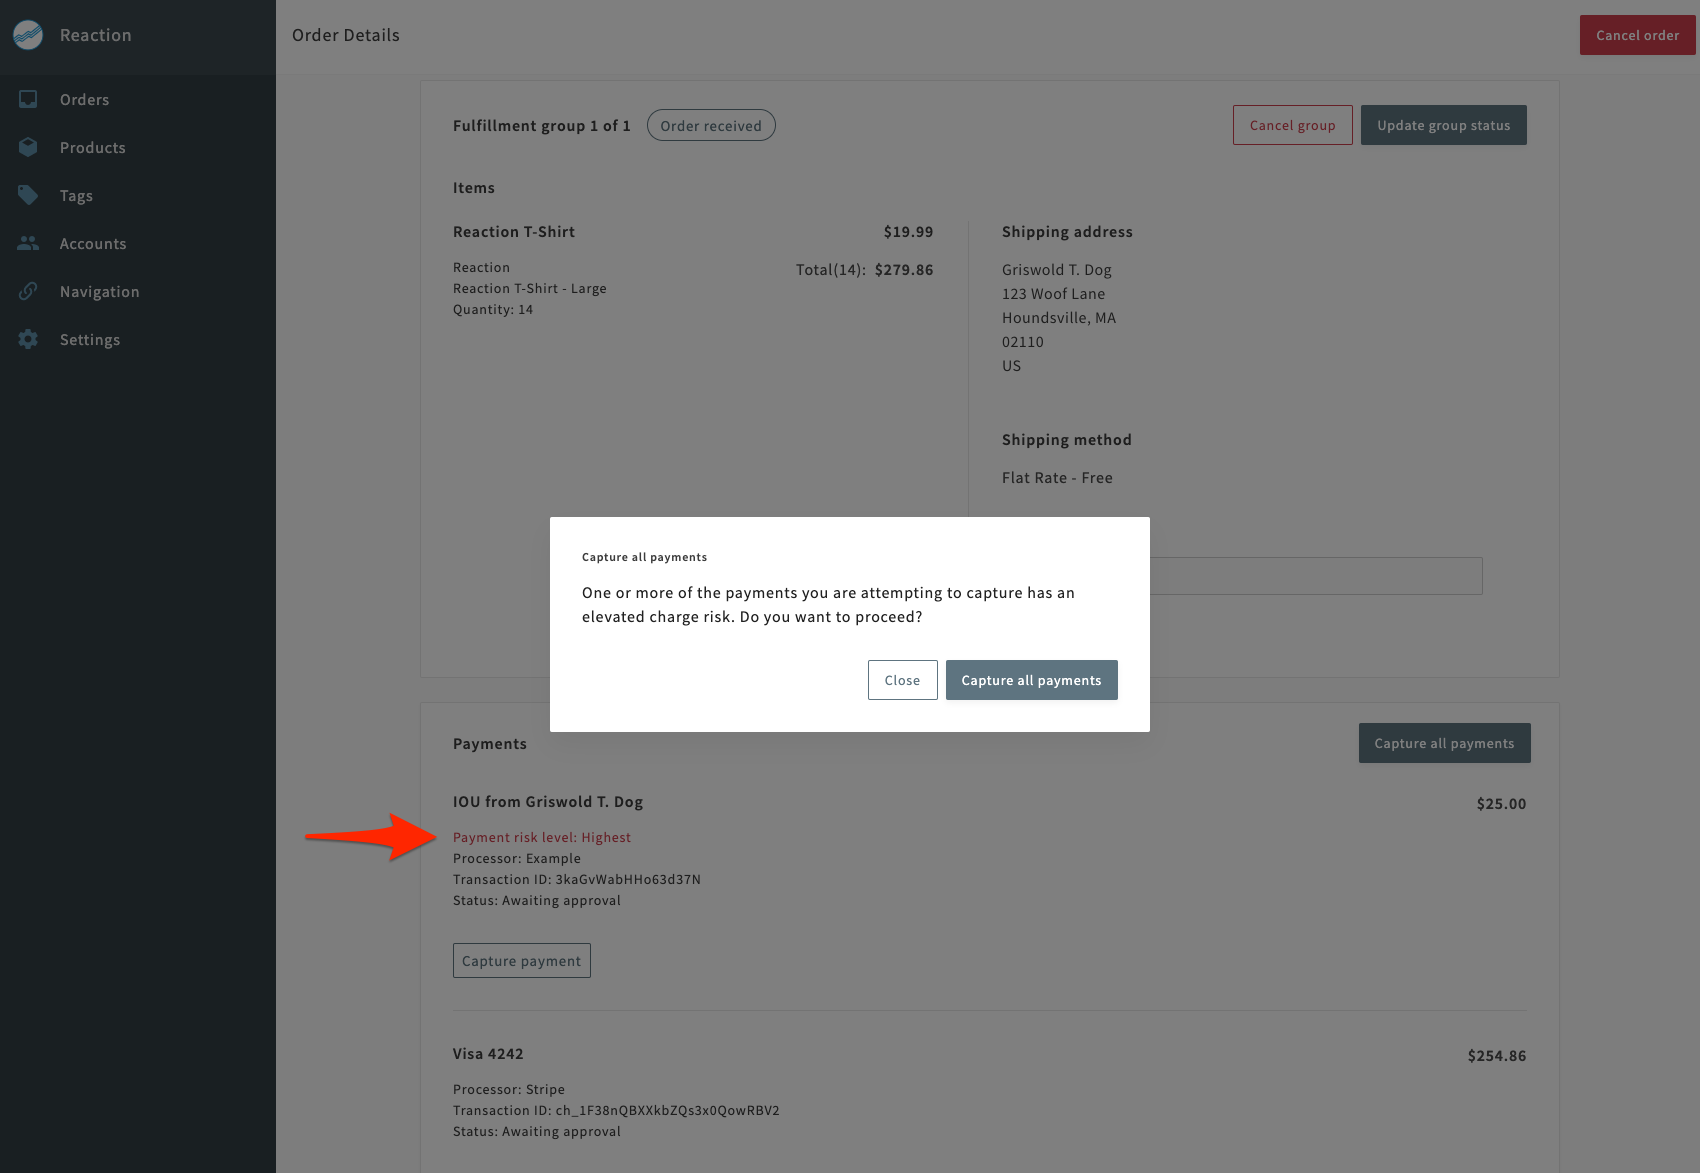 Reaction
Order Details
Cancel order
Orders
Products
Tags
Accounts
Navigation
Settings
Fulfillment group 1 of 1
Order received
Cancel group
Update group status
Items
Reaction T-Shirt
$19.99
Reaction
Total(14): $279.86
Reaction T-Shirt - Large
Quantity: 14
Shipping address
Griswold T. Dog
123 Woof Lane
Houndsville, MA
02110
US
Shipping method
Flat Rate - Free
Capture all payments
One or more of the payments you are attempting to capture has an
elevated charge risk. Do you want to proceed?
Close
Capture all payments
Payments
Capture all payments
IOU from Griswold T. Dog
$25.00
Payment risk level: Highest
Processor: Example
Transaction ID: 3kaGvWabHHo63d37N
Status: Awaiting approval
Capture payment
Visa 4242
$254.86
Processor: Stripe
Transaction ID: ch_1F38nQBXXkbZQs3x0QowRBV2
Status: Awaiting approval